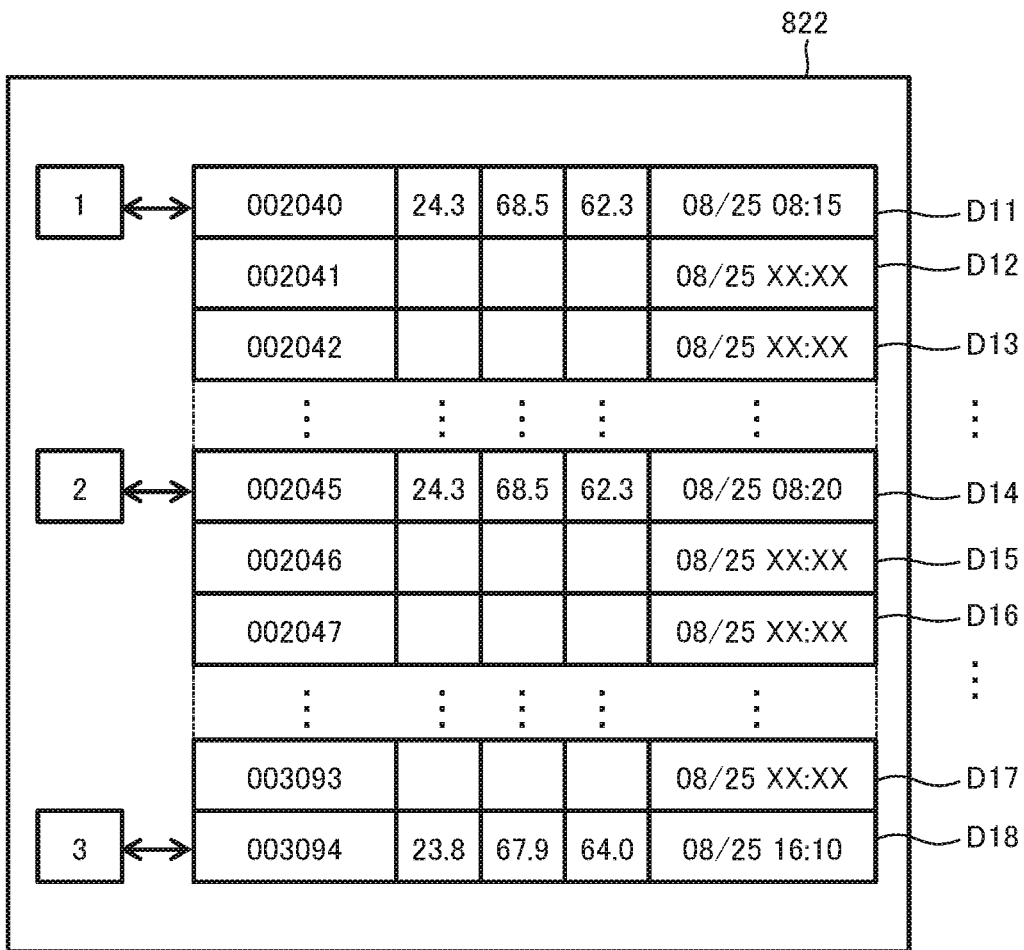 822
1 002040 24.3 68.5 62.3 08/25 08:15 D11
002041 08/25 XX:XX D12
002042 08/25 XX:XX D13
2 002045 24.3 68.5 62.3 08/25 08:20 D14
002046 08/25 XX:XX D15
002047 08/25 XX:XX D16
003093 08/25 XX:XX D17
3 003094 23.8 67.9 64.0 08/25 16:10 D18